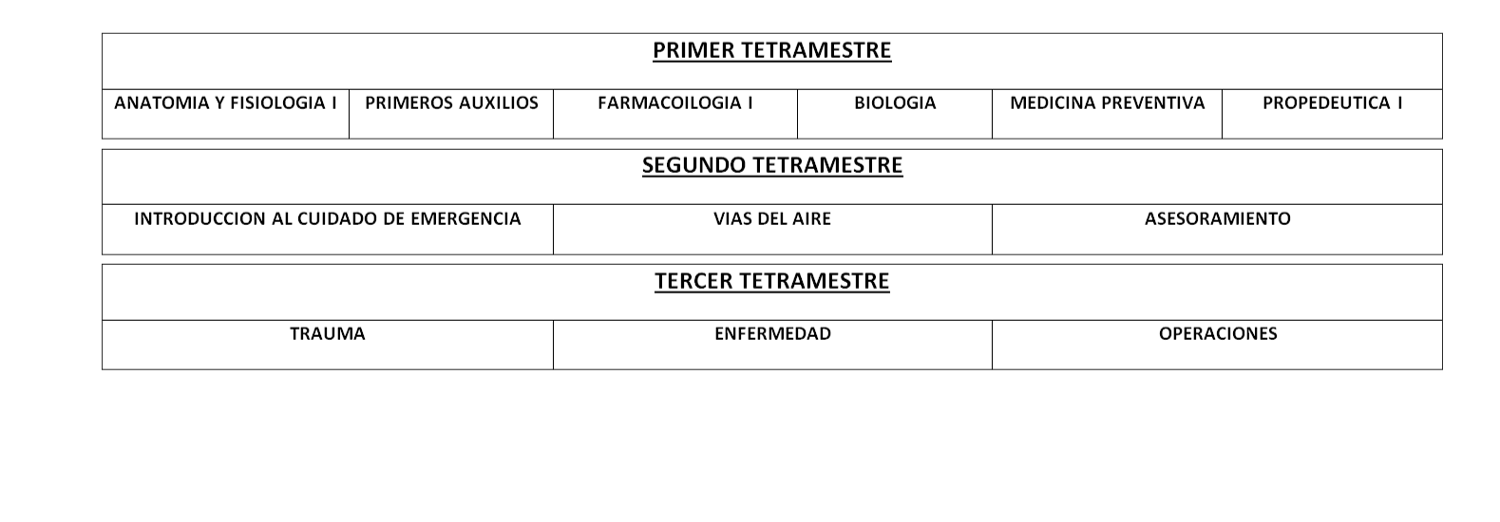 PRIMER TETRAMESTRE
ANATOMIA Y FISIOLOGIA I PRIMEROS AUXILIOS FARMACOILOGIA I BIOLOGIA MEDICINA PREVENTIVA PROPEDEUTICA I
SEGUNDO TETRAMESTRE
INTRODUCCION AL CUIDADO DE EMERGENCIA VIAS DEL AIRE ASESORAMIENTO
TERCER TETRAMESTRE
TRAUMA ENFERMEDAD OPERACIONES